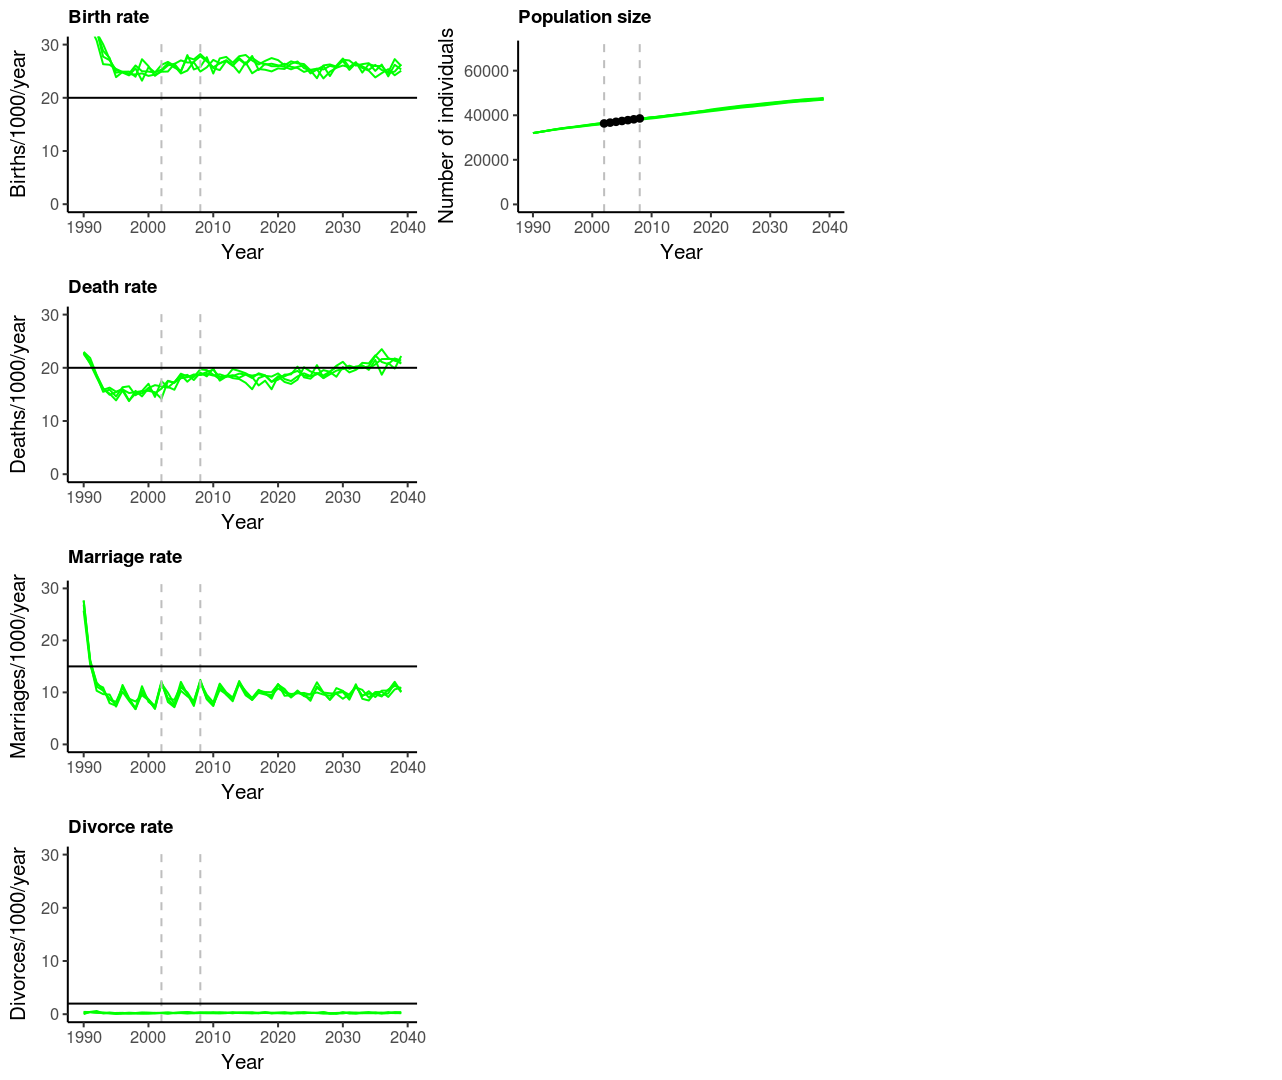 Birth rate
Births/1000/year
30
20
10
0
1990 2000 2010 2020 2030 2040
Year
Population size
Number of individuals
60000
40000
20000
0
1990 2000 2010 2020 2030 2040
Year
Death rate
Deaths/1000/year
30
20
10
0
1990 2000 2010 2020 2030 2040
Year
Marriage rate
Marriages/1000/year
30
20
10
0
1990 2000 2010 2020 2030 2040
Year
Divorce rate
Divorces/1000/year
30
20
10
0
1990 2000 2010 2020 2030 2040
Year